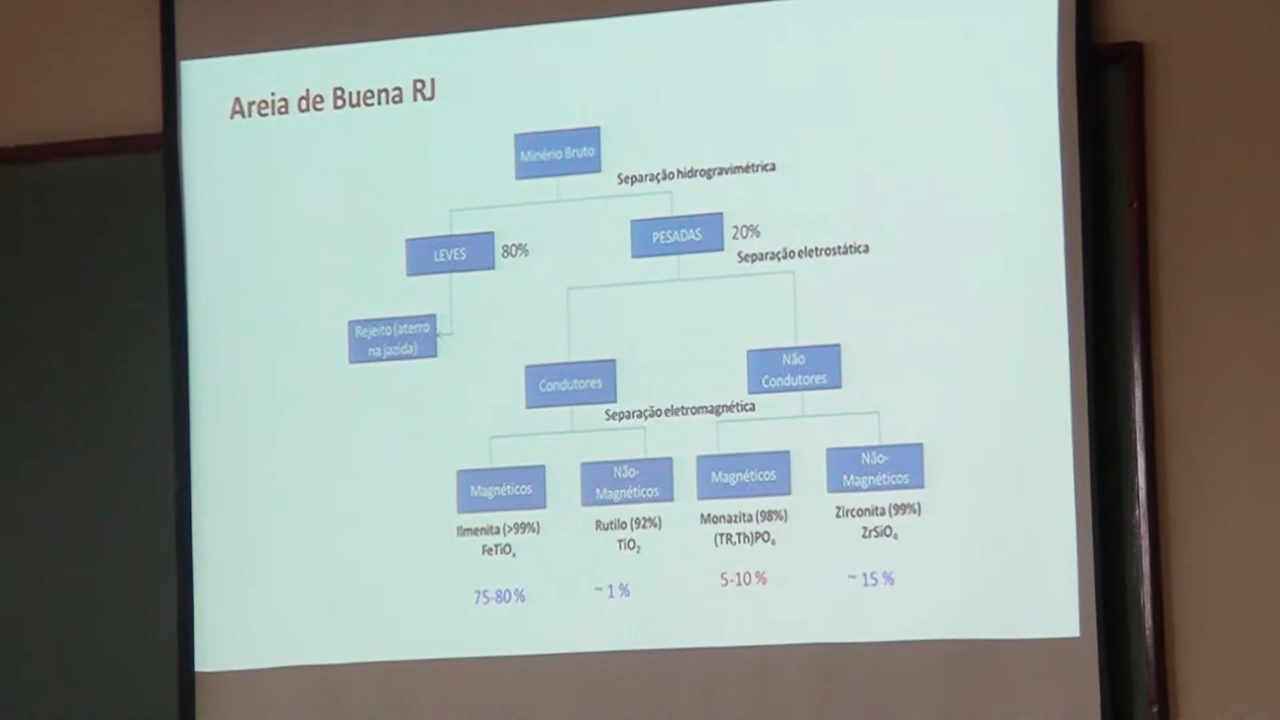 Areia de Buena RJ
Minério Bruto
Separação hidrogravimétrica
LEVES
80%
PESADAS
20%
Separação eletrostática
Rejeito (aterro
na jazida)
Condutores
Não
Condutores
Separação eletromagnética
Magnéticos
Não-
Magnéticos
Magnéticos
Não-
Magnéticos
Ilmenita (>99%)
FeTiOₓ
Rutilo (92%)
TiO₂
Monazita (98%)
(TR,Th)PO₄
Zirconita (99%)
ZrSiO₄
75-80 %
~ 1 %
5-10 %
~ 15 %